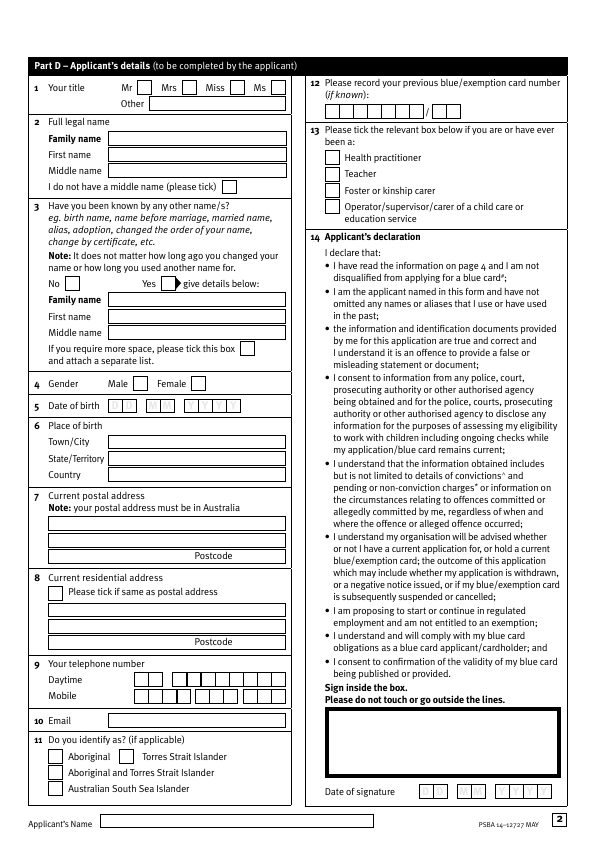 Part D – Applicant's details (to be completed by the applicant)
1 Your title Mr Mrs Miss Ms
Other
2 Full legal name
Family name
First name
Middle name
I do not have a middle name (please tick)
3 Have you been known by any other name/s?
eg. birth name, name before marriage, married name,
alias, adoption, changed the order of your name,
change by certificate, etc.
Note: It does not matter how long ago you changed your
name or how long you used another name for.
No Yes give details below:
Family name
First name
Middle name
If you require more space, please tick this box
and attach a separate list.
4 Gender Male Female
5 Date of birth D D M M Y Y Y Y
6 Place of birth
Town/City
State/Territory
Country
7 Current postal address
Note: your postal address must be in Australia
Postcode
8 Current residential address
Please tick if same as postal address
Postcode
9 Your telephone number
Daytime
Mobile
10 Email
11 Do you identify as? (if applicable)
Aboriginal Torres Strait Islander
Aboriginal and Torres Strait Islander
Australian South Sea Islander
12 Please record your previous blue/exemption card number
(if known):
/
13 Please tick the relevant box below if you are or have ever
been a:
Health practitioner
Teacher
Foster or kinship carer
Operator/supervisor/carer of a child care or
education service
14 Applicant's declaration
I declare that:
• I have read the information on page 4 and I am not
disqualified from applying for a blue card#;
• I am the applicant named in this form and have not
omitted any names or aliases that I use or have used
in the past;
• the information and identification documents provided
by me for this application are true and correct and
I understand it is an offence to provide a false or
misleading statement or document;
• I consent to information from any police, court,
prosecuting authority or other authorised agency
being obtained and for the police, courts, prosecuting
authority or other authorised agency to disclose any
information for the purposes of assessing my eligibility
to work with children including ongoing checks while
my application/blue card remains current;
• I understand that the information obtained includes
but is not limited to details of convictions^ and
pending or non-conviction charges* or information on
the circumstances relating to offences committed or
allegedly committed by me, regardless of when and
where the offence or alleged offence occurred;
• I understand my organisation will be advised whether
or not I have a current application for, or hold a current
blue/exemption card; the outcome of this application
which may include whether my application is withdrawn,
or a negative notice issued, or if my blue/exemption card
is subsequently suspended or cancelled;
• I am proposing to start or continue in regulated
employment and am not entitled to an exemption;
• I understand and will comply with my blue card
obligations as a blue card applicant/cardholder; and
• I consent to confirmation of the validity of my blue card
being published or provided.
Sign inside the box.
Please do not touch or go outside the lines.
Date of signature D D M M Y Y Y Y
Applicant's Name
PSBA 14-12727 MAY 2